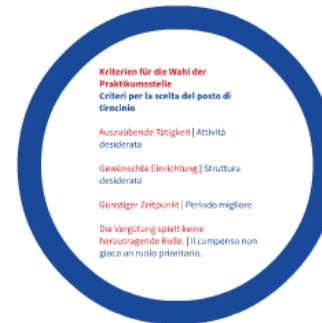 Kriterien für die Wahl der
Praktikumsstelle
Criteri per la scelta del posto di
tirocinio
Auszuübende Tätigkeit | Attività
desiderata
Gewünschte Einrichtung | Struttura
desiderata
Günstiger Zeitpunkt | Periodo migliore
Die Vergütung spielt keine
herausragende Rolle. | Il compenso non
gioca un ruolo prioritario.